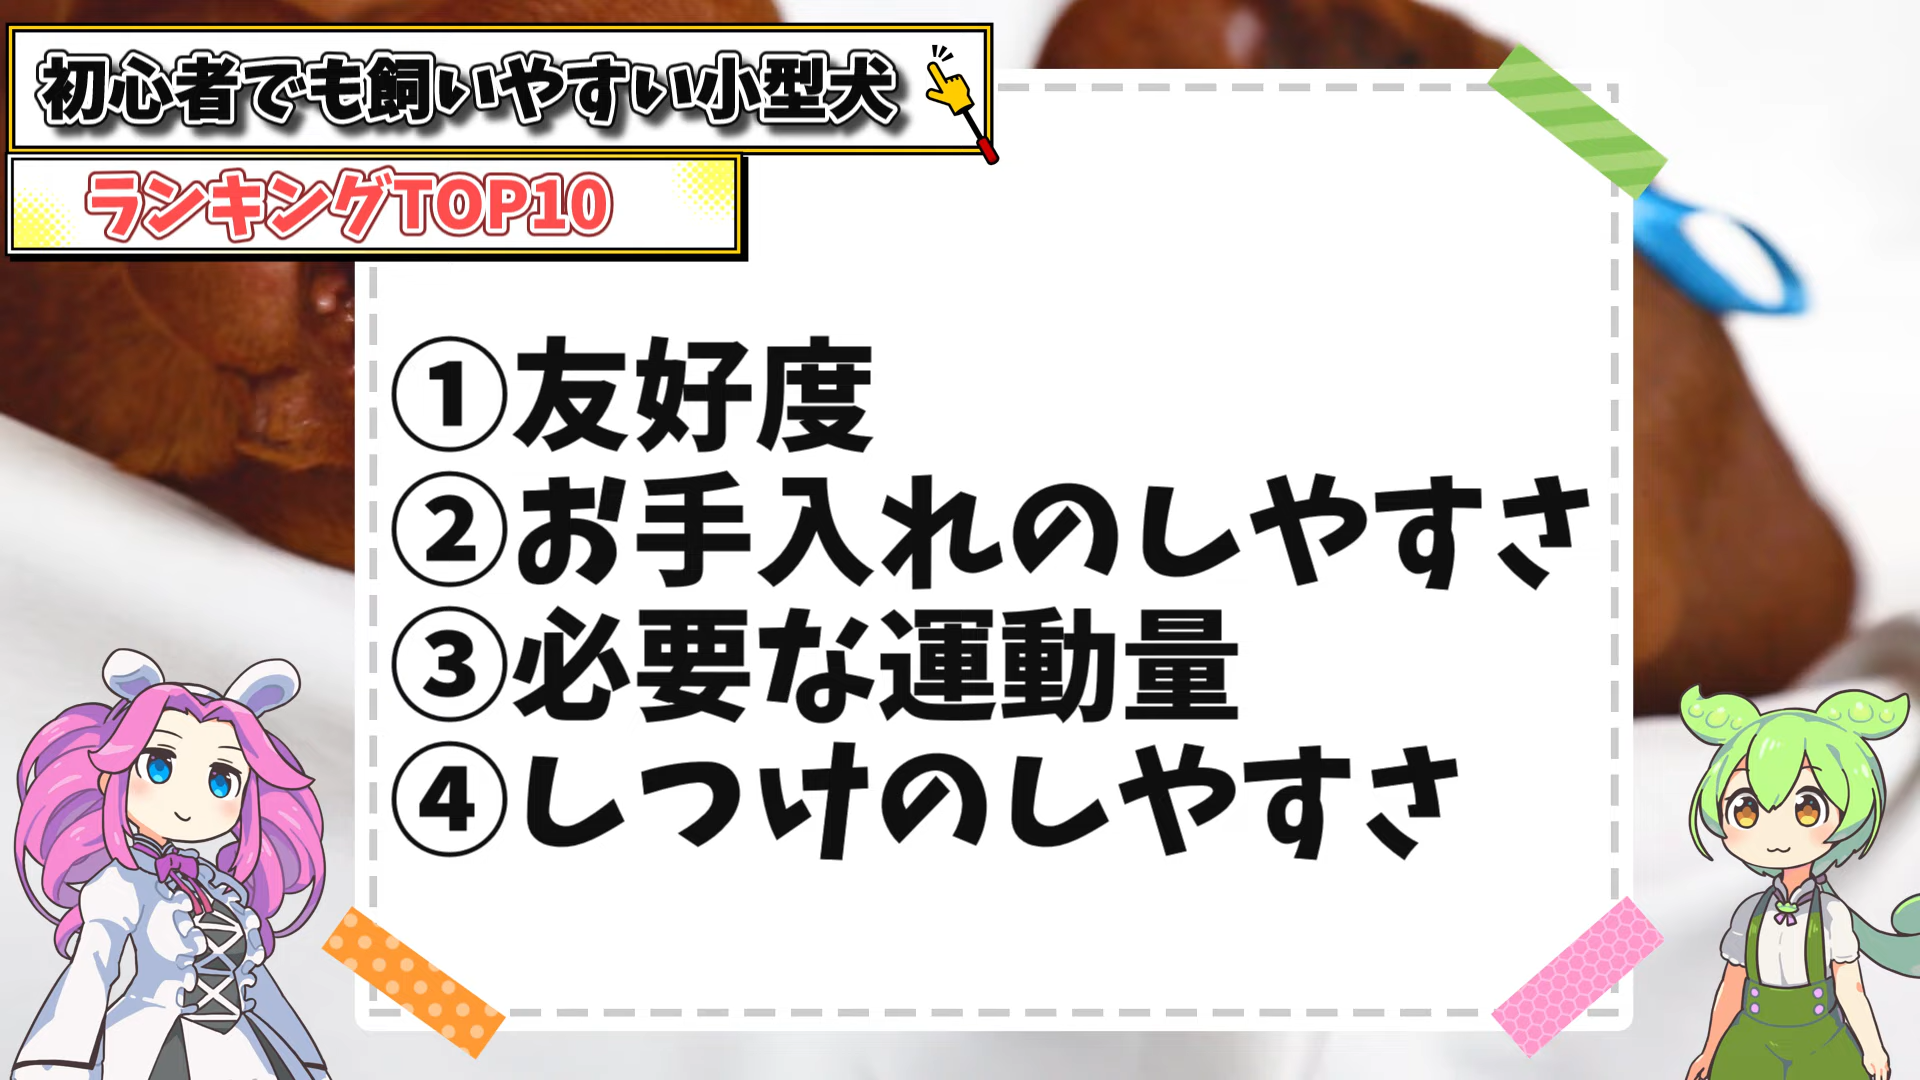 初心者でも飼いやすい小型犬
ランキングTOP10
①友好度
②お手入れのしやすさ
③必要な運動量
④しつけのしやすさ